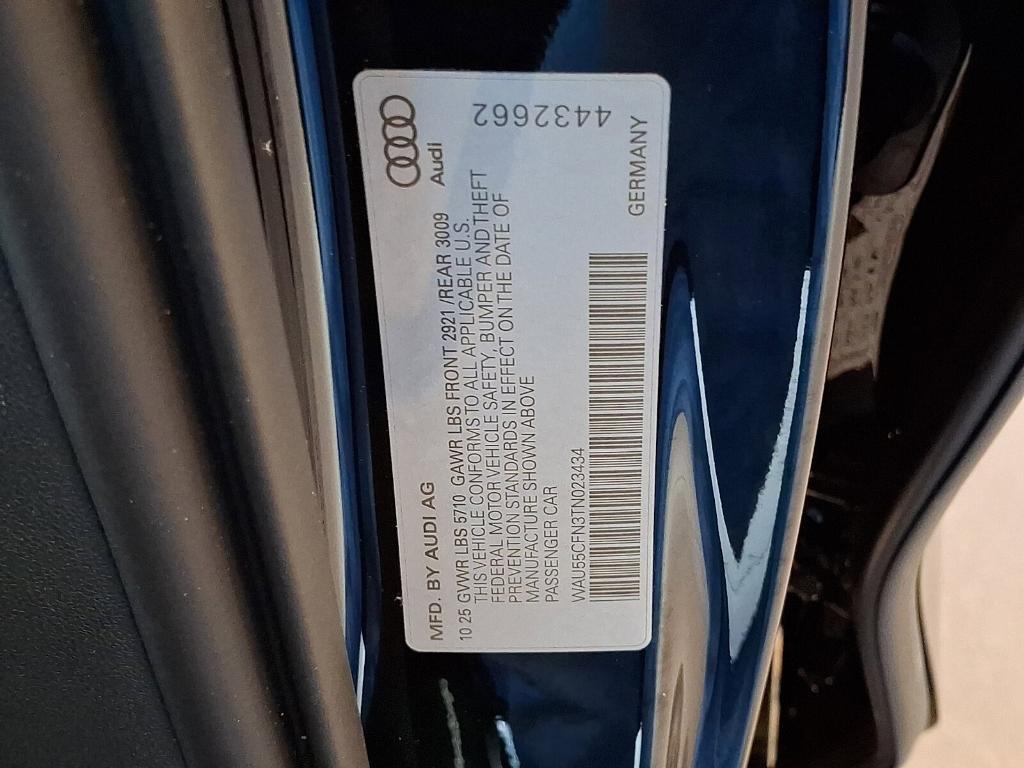 MFD. BY AUDI AG
Audi
10 25 GVWR LBS 5710 GAWR LBS FRONT 2921 /REAR 3009
THIS VEHICLE CONFORMS TO ALL APPLICABLE U.S.
FEDERAL MOTOR VEHICLE SAFETY, BUMPER AND THEFT
PREVENTION STANDARDS IN EFFECT ON THE DATE OF
MANUFACTURE SHOWN ABOVE
PASSENGER CAR
WAU55CFN3TN023434
GERMANY
4432662